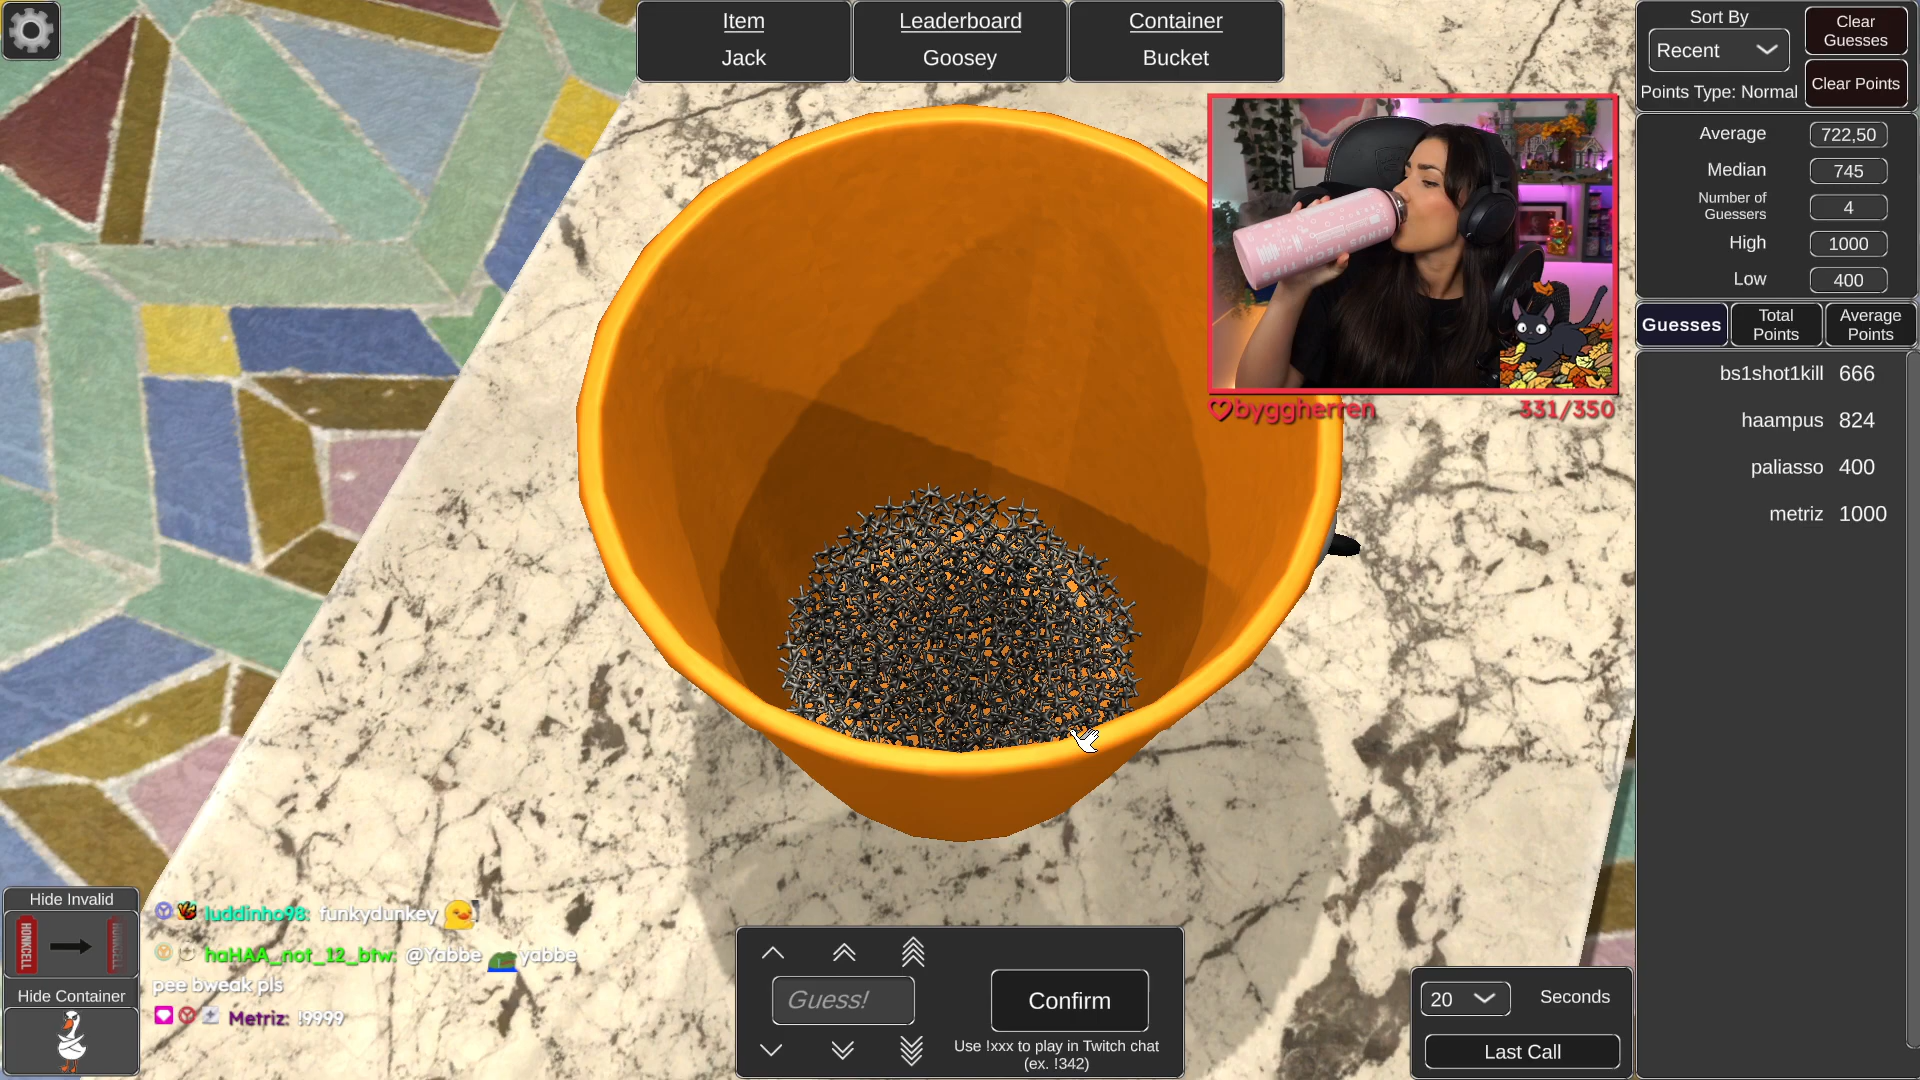 Item
Jack
Leaderboard
Goosey
Container
Bucket
Sort By
Recent
Clear Guesses
Points Type: Normal
Clear Points
Average 722,50
Median 745
Number of Guessers 4
High 1000
Low 400
Guesses
Total Points
Average Points
bs1shot1kill 666
haampus 824
paliasso 400
metriz 1000
byggherren
331/350
Hide Invalid
HONKCELL
Hide Container
luddinho98: funkydunkey
haHAA_not_12_btw: @Yabbe yabbe
pee bweak pls
Metriz: !9999
Guess!
Confirm
Use !xxx to play in Twitch chat
(ex. !342)
20 Seconds
Last Call